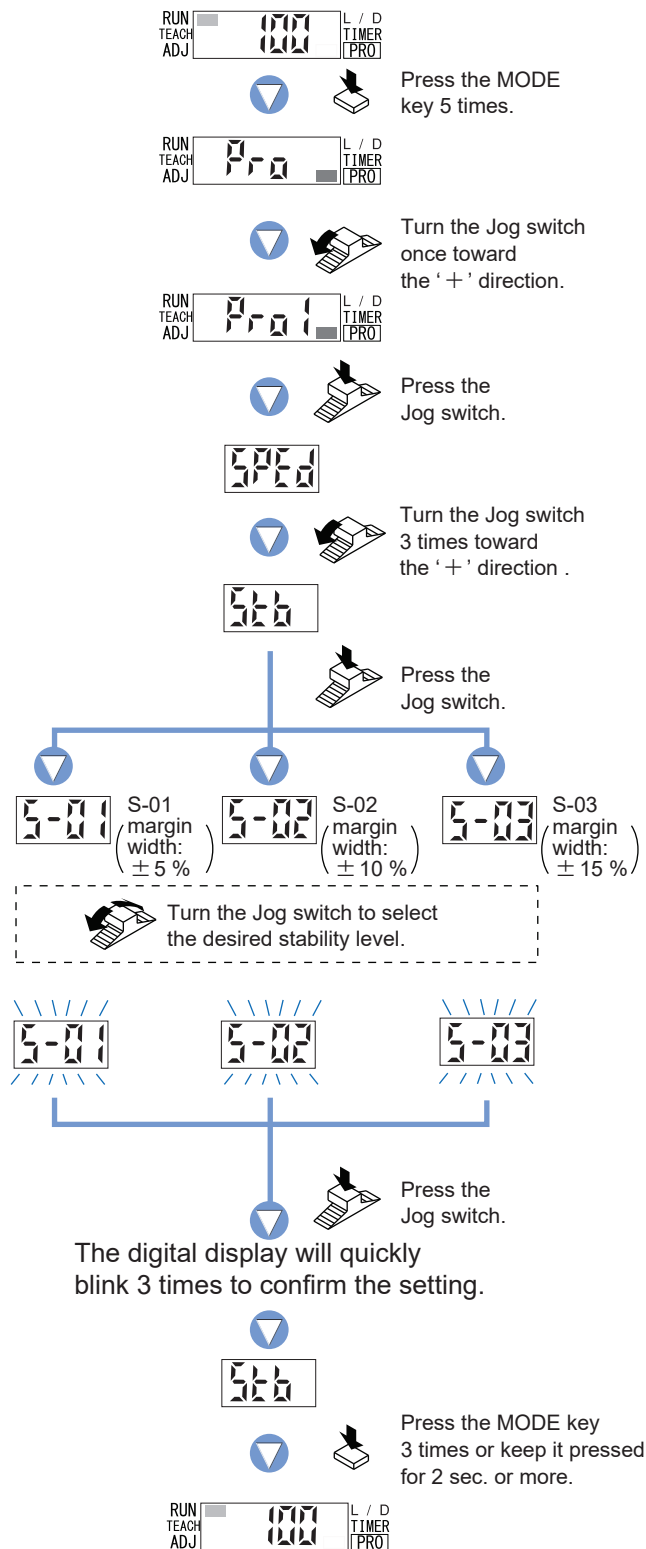 RUN
TEACH
ADJ
100
L / D
TIMER
PRO
Press the MODE
key 5 times.
RUN
TEACH
ADJ
Pro
L / D
TIMER
PRO
Turn the Jog switch
once toward
the ‘＋’ direction.
RUN
TEACH
ADJ
Pro1
L / D
TIMER
PRO
Press the
Jog switch.
SPEd
Turn the Jog switch
3 times toward
the ‘＋’ direction .
Stb
Press the
Jog switch.
S-01
S-01
(margin
width:
± 5 %)
S-02
S-02
(margin
width:
± 10 %)
S-03
S-03
(margin
width:
± 15 %)
Turn the Jog switch to select
the desired stability level.
S-01
S-02
S-03
Press the
Jog switch.
The digital display will quickly
blink 3 times to confirm the setting.
Stb
Press the MODE key
3 times or keep it pressed
for 2 sec. or more.
RUN
TEACH
ADJ
100
L / D
TIMER
PRO